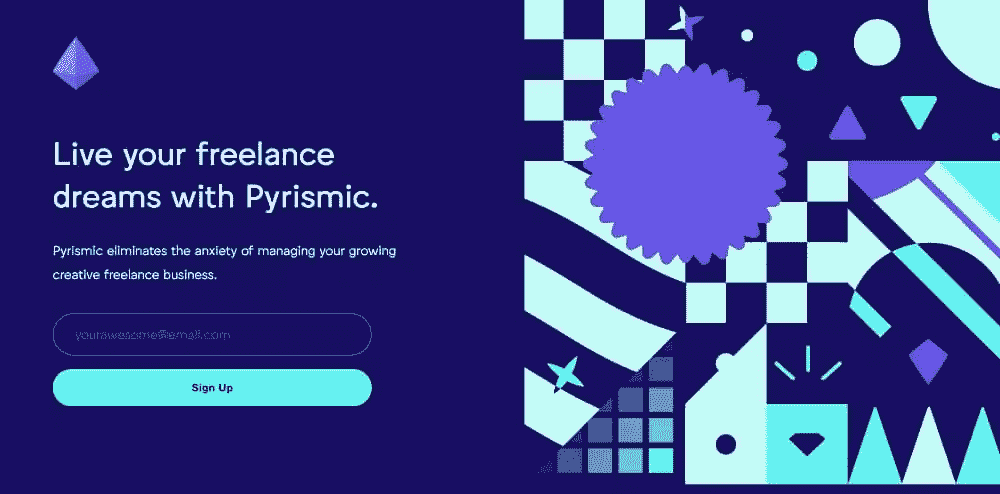 Live your freelance
dreams with Pyrismic.
Pyrismic eliminates the anxiety of managing your growing
creative freelance business.
yourawesome@email.com
Sign Up